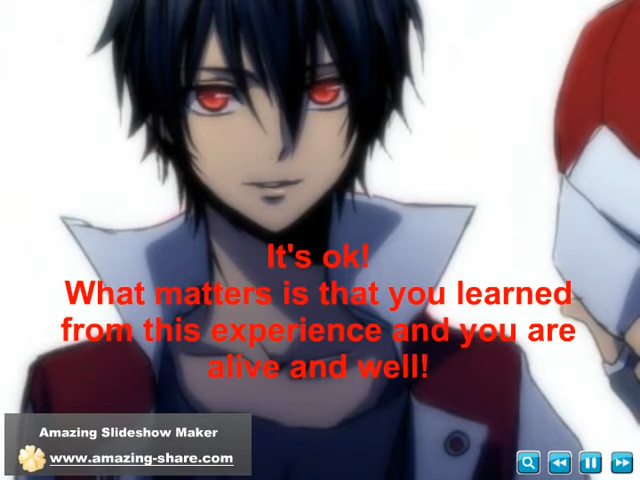 It's ok!
What matters is that you learned
from this experience and you are
alive and well!
Amazing Slideshow Maker
www.amazing-share.com